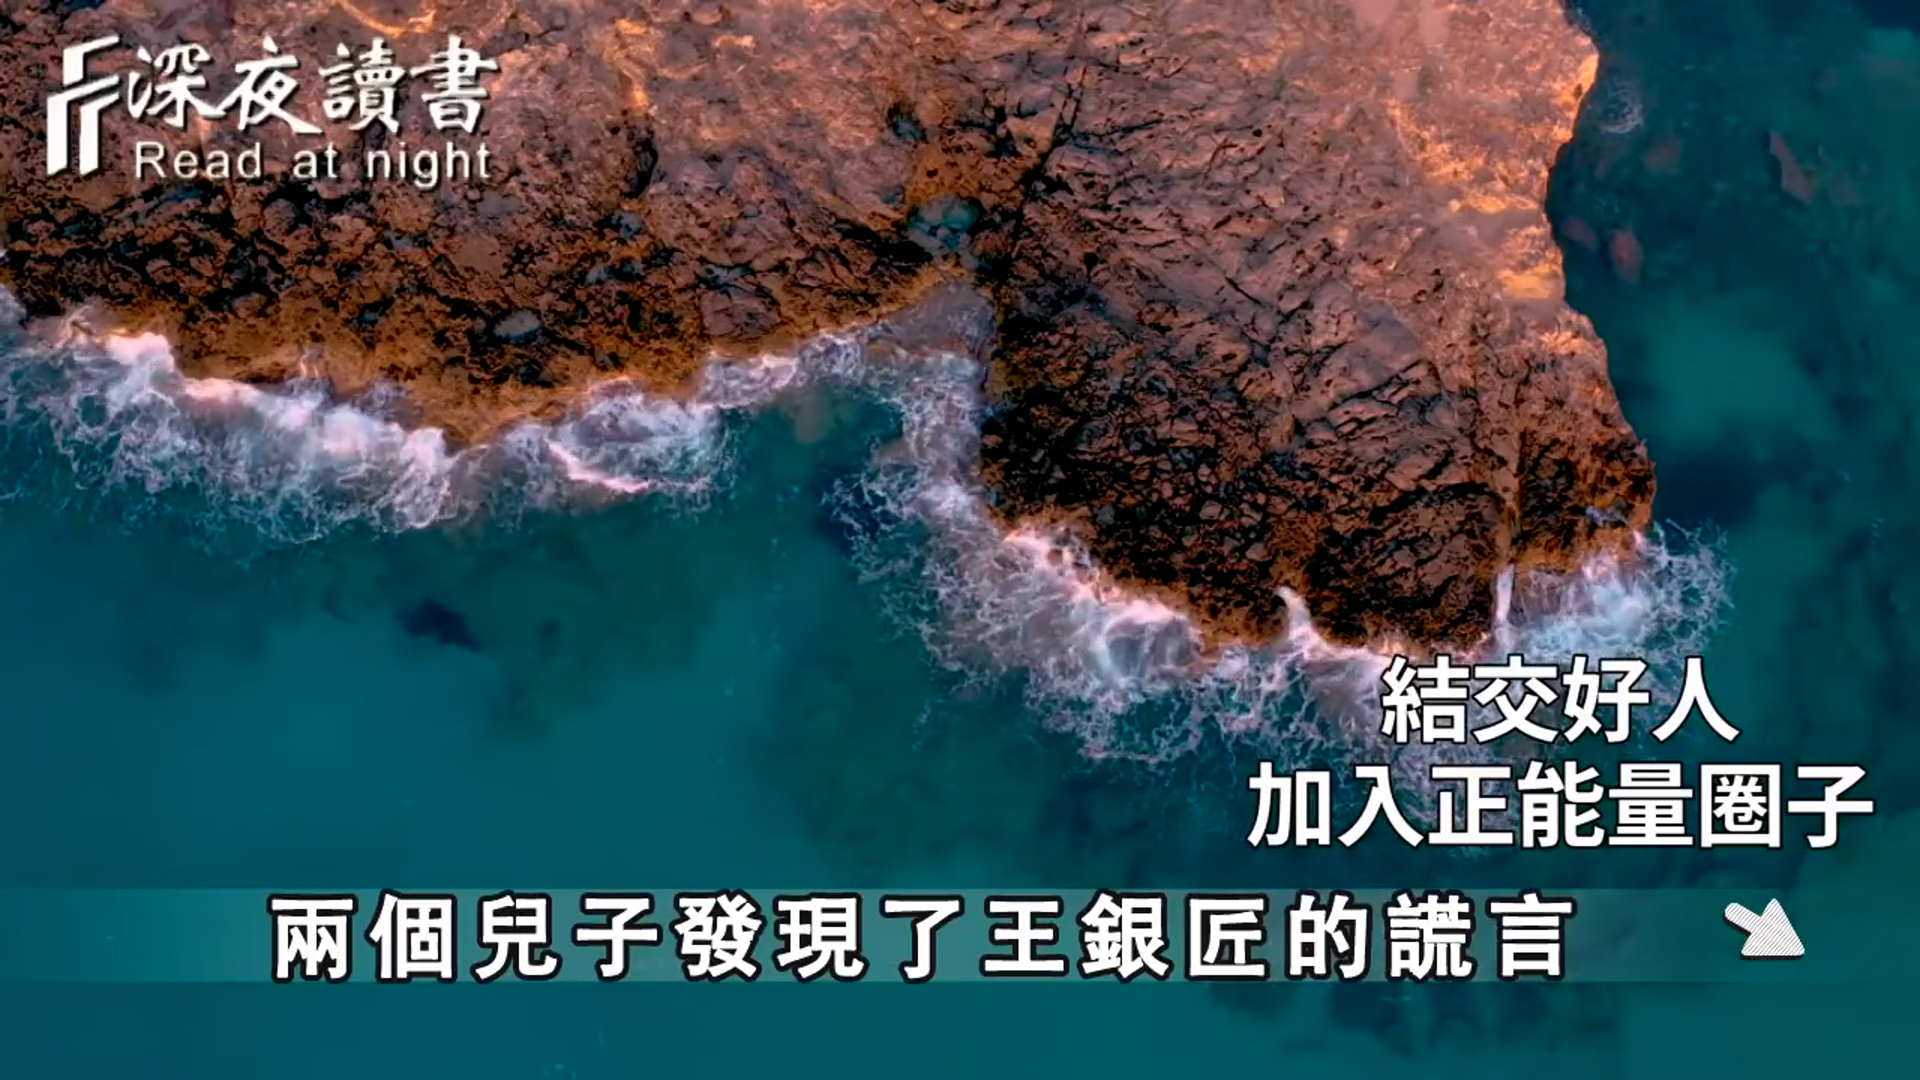 深夜讀書
Read at night
結交好人
加入正能量圈子
兩個兒子發現了王銀匠的謊言